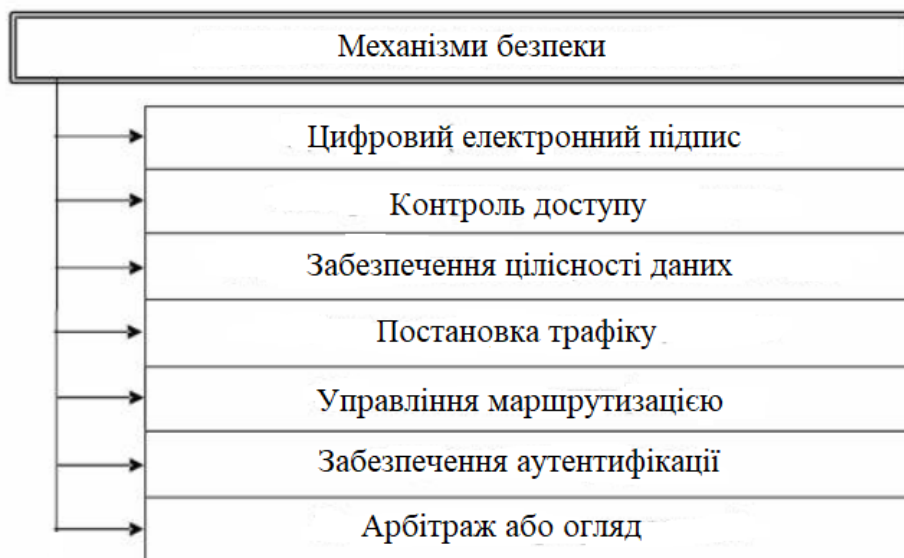 Механізми безпеки
Цифровий електронний підпис
Контроль доступу
Забезпечення цілісності даних
Постановка трафіку
Управління маршрутизацією
Забезпечення аутентифікації
Арбітраж або огляд